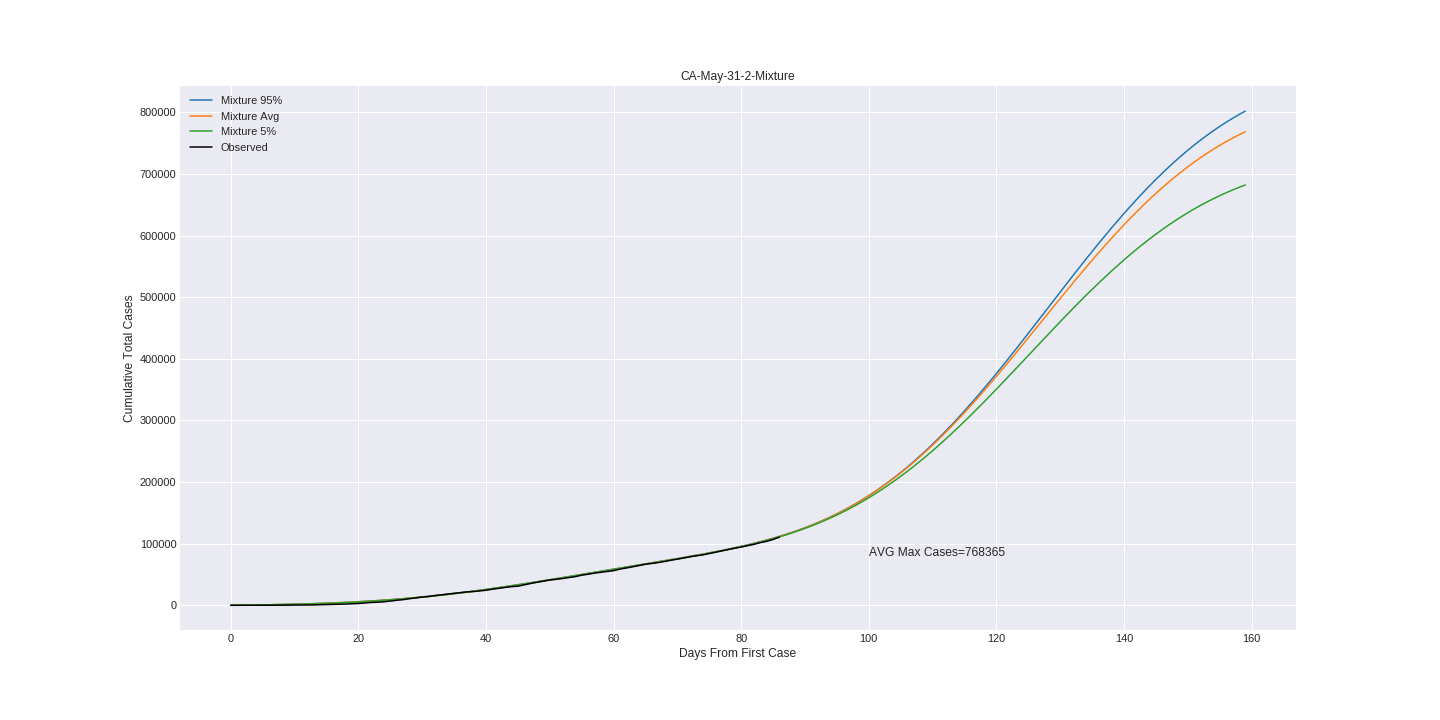 CA-May-31-2-Mixture
Mixture 95%
Mixture Avg
Mixture 5%
Observed
800000
700000
600000
500000
400000
300000
200000
100000
0
Cumulative Total Cases
AVG Max Cases=768365
0 20 40 60 80 100 120 140 160
Days From First Case